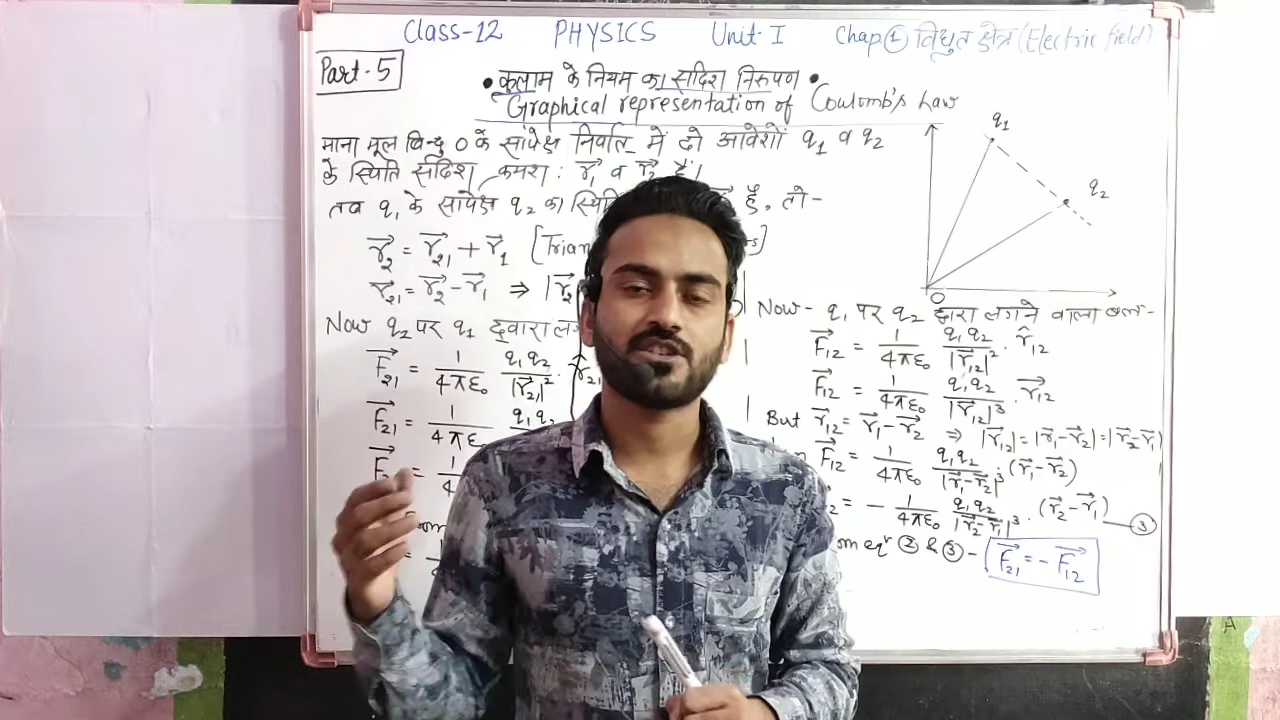 Class-12 PHYSICS Unit-I Chap ① विद्युत क्षेत्र (Electric field)
Part-5
• कूलाम के नियम का सदिश निरुपण •
Graphical representation of Coulomb's Law
माना मूल बिन्दु O के सापेक्ष निर्वात में दो आवेशों q₁ व q₂
के स्थिति सदिश क्रमश: r⃗₁ व r⃗₂ हैं।
तब q₁ के सापेक्ष q₂ का है, तो-
r⃗₂ = r⃗₂₁ + r⃗₁
r⃗₂₁ = r⃗₂ - r⃗₁ ⇒
Now q₂ पर q₁ द्वारा
F⃗₂₁ = 1/4πε₀ q₁q₂/|r⃗₂₁|² . r̂₂₁
F⃗₂₁ = 1/4πε₀ q₁q₂
q₁
q₂
O
Now - q₁ पर q₂ द्वारा लगने वाला बल-
F⃗₁₂ = 1/4πε₀ q₁q₂/|r⃗₁₂|² . r̂₁₂
F⃗₁₂ = 1/4πε₀ q₁q₂/|r⃗₁₂|³ . r⃗₁₂
But r⃗₁₂ = r⃗₁ - r⃗₂ ⇒ |r⃗₁₂| = |r⃗₁ - r⃗₂| = |r⃗₂ - r⃗₁|
F⃗₁₂ = 1/4πε₀ q₁q₂/|r⃗₁ - r⃗₂|³ . (r⃗₁ - r⃗₂)
= - 1/4πε₀ q₁q₂/|r⃗₂ - r⃗₁|³ . (r⃗₂ - r⃗₁) — ③
eqⁿ ② & ③ - F⃗₂₁ = - F⃗₁₂